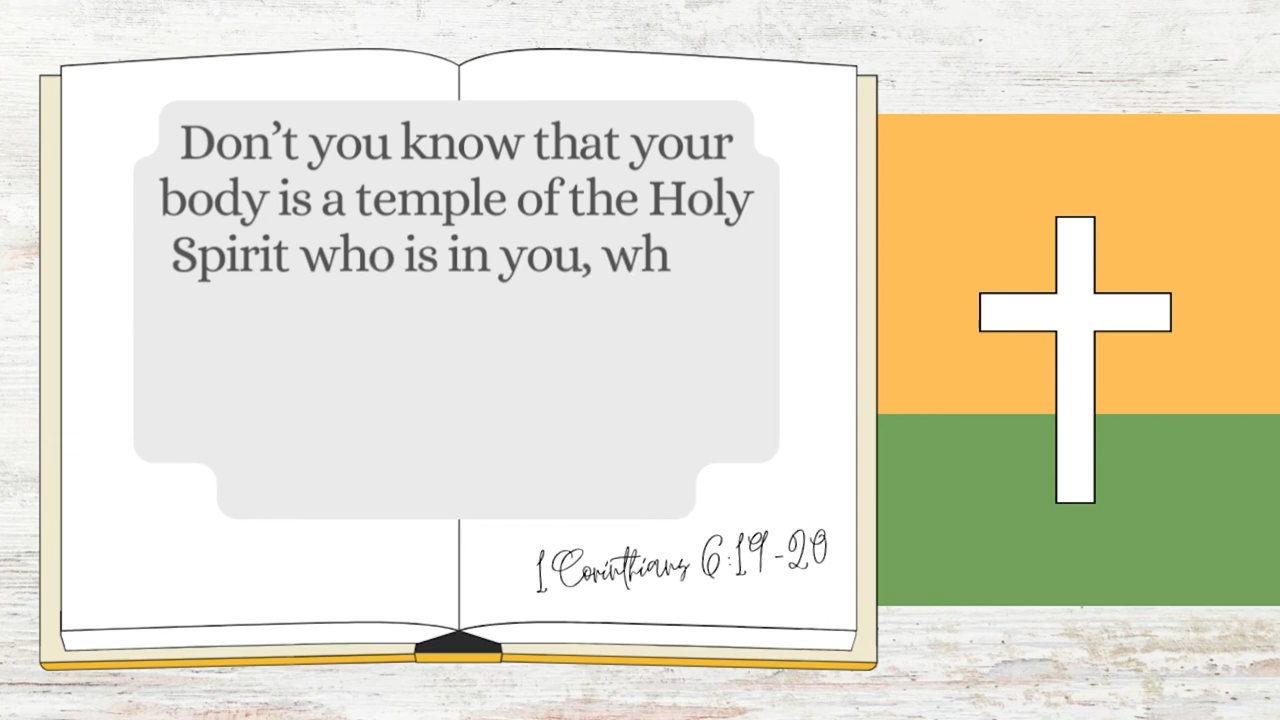 Don’t you know that your
body is a temple of the Holy
Spirit who is in you, wh
1 Corinthians 6:19-20